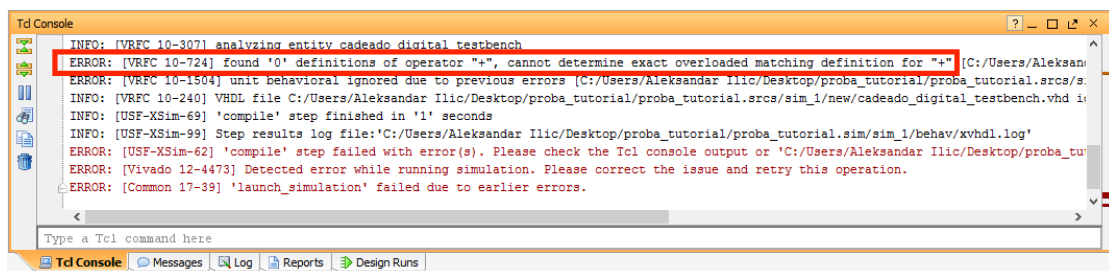 Tcl Console
INFO: [VRFC 10-307] analyzing entity cadeado_digital_testbench
ERROR: [VRFC 10-724] found '0' definitions of operator "+", cannot determine exact overloaded matching definition for "+" [C:/Users/Aleksan
ERROR: [VRFC 10-1504] unit behavioral ignored due to previous errors [C:/Users/Aleksandar Ilic/Desktop/proba_tutorial/proba_tutorial.srcs/s
INFO: [VRFC 10-240] VHDL file C:/Users/Aleksandar Ilic/Desktop/proba_tutorial/proba_tutorial.srcs/sim_1/new/cadeado_digital_testbench.vhd i
INFO: [USF-XSim-69] 'compile' step finished in '1' seconds
INFO: [USF-XSim-99] Step results log file:'C:/Users/Aleksandar Ilic/Desktop/proba_tutorial/proba_tutorial.sim/sim_1/behav/xvhdl.log'
ERROR: [USF-XSim-62] 'compile' step failed with error(s). Please check the Tcl console output or 'C:/Users/Aleksandar Ilic/Desktop/proba_tu
ERROR: [Vivado 12-4473] Detected error while running simulation. Please correct the issue and retry this operation.
ERROR: [Common 17-39] 'launch_simulation' failed due to earlier errors.
Type a Tcl command here
Tcl Console Messages Log Reports Design Runs